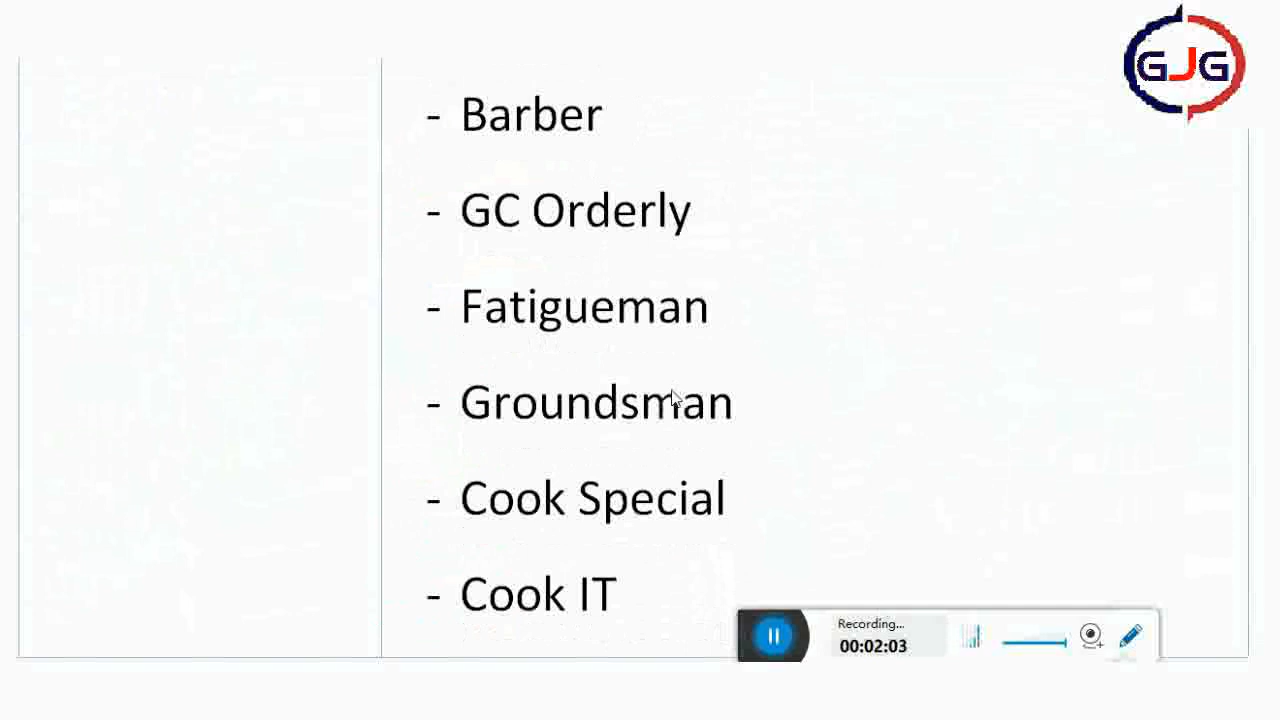 GJG
- Barber
- GC Orderly
- Fatigueman
- Groundsman
- Cook Special
- Cook IT
Recording...
00:02:03